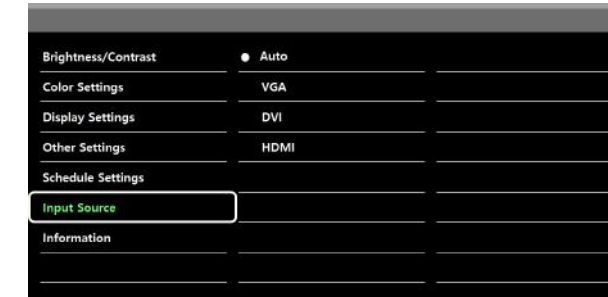 Brightness/Contrast Auto
Color Settings VGA
Display Settings DVI
Other Settings HDMI
Schedule Settings
Input Source
Information